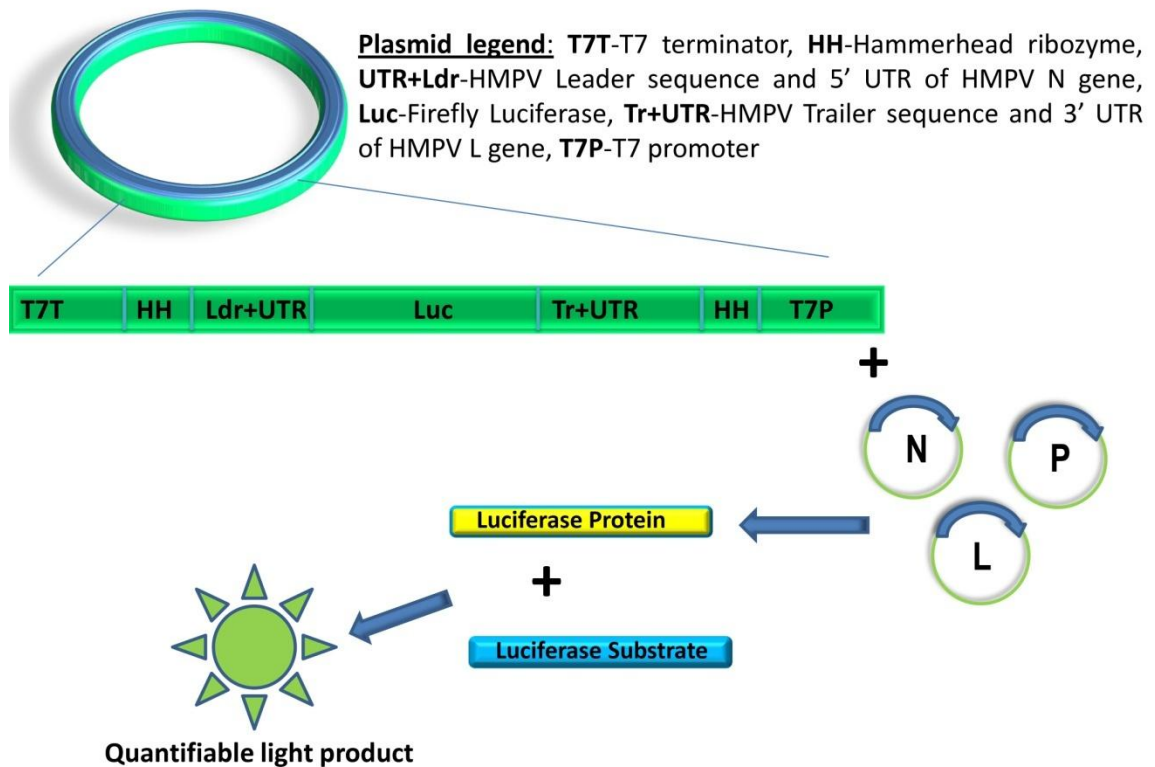 Plasmid legend: T7T-T7 terminator, HH-Hammerhead ribozyme,
UTR+Ldr-HMPV Leader sequence and 5’ UTR of HMPV N gene,
Luc-Firefly Luciferase, Tr+UTR-HMPV Trailer sequence and 3’ UTR
of HMPV L gene, T7P-T7 promoter
T7T HH Ldr+UTR Luc Tr+UTR HH T7P
+
N P
L
Luciferase Protein
+
Luciferase Substrate
Quantifiable light product